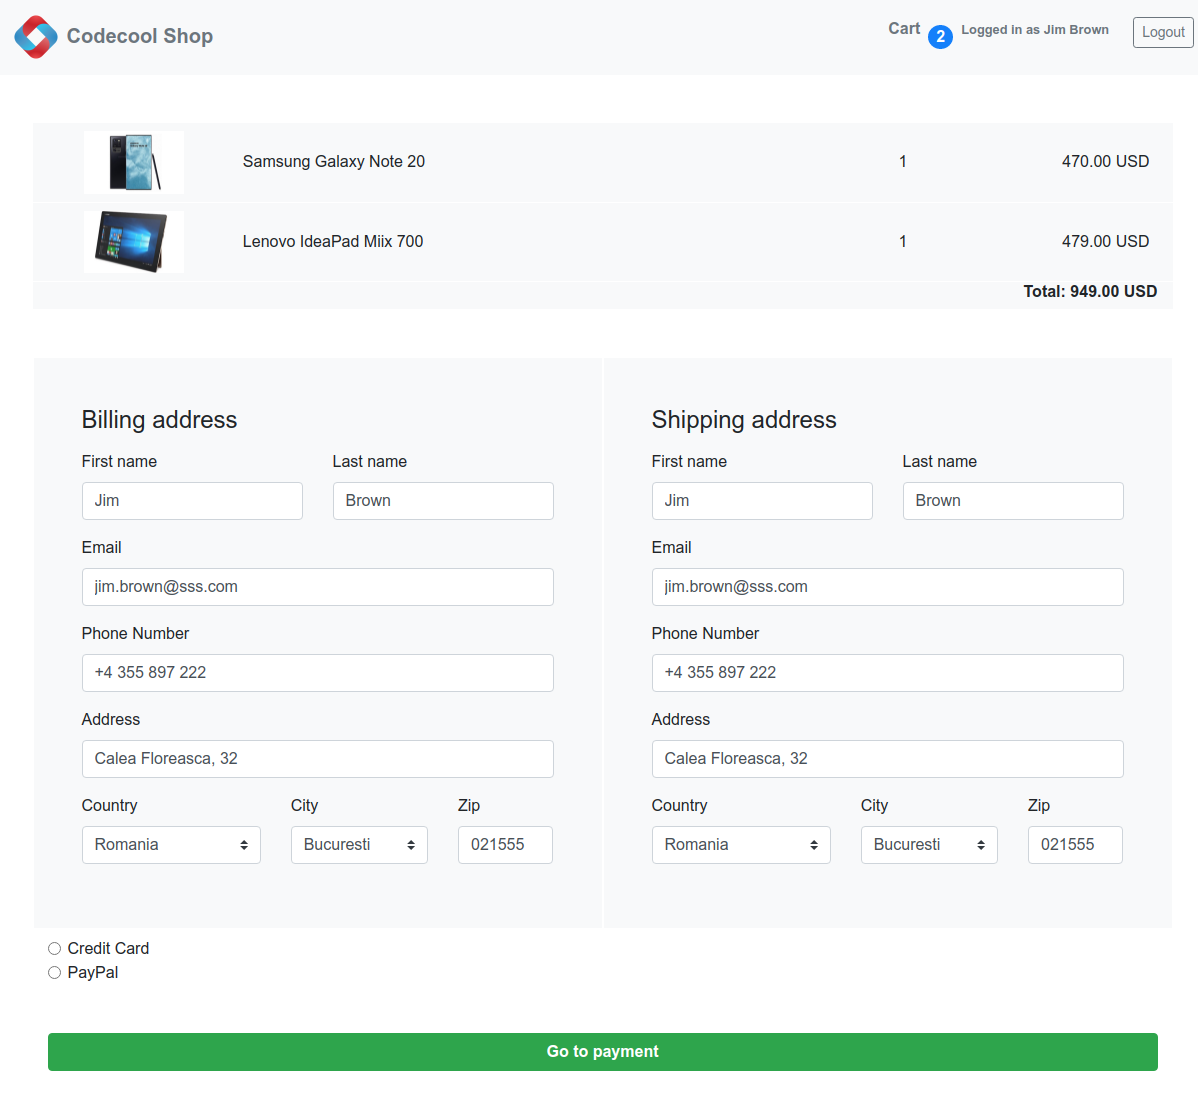 Codecool Shop
Cart 2 Logged in as Jim Brown Logout
Samsung Galaxy Note 20 1 470.00 USD
Lenovo IdeaPad Miix 700 1 479.00 USD
Total: 949.00 USD
Billing address
First name Last name
Jim Brown
Email
jim.brown@sss.com
Phone Number
+4 355 897 222
Address
Calea Floreasca, 32
Country City Zip
Romania Bucuresti 021555
Shipping address
First name Last name
Jim Brown
Email
jim.brown@sss.com
Phone Number
+4 355 897 222
Address
Calea Floreasca, 32
Country City Zip
Romania Bucuresti 021555
Credit Card
PayPal
Go to payment